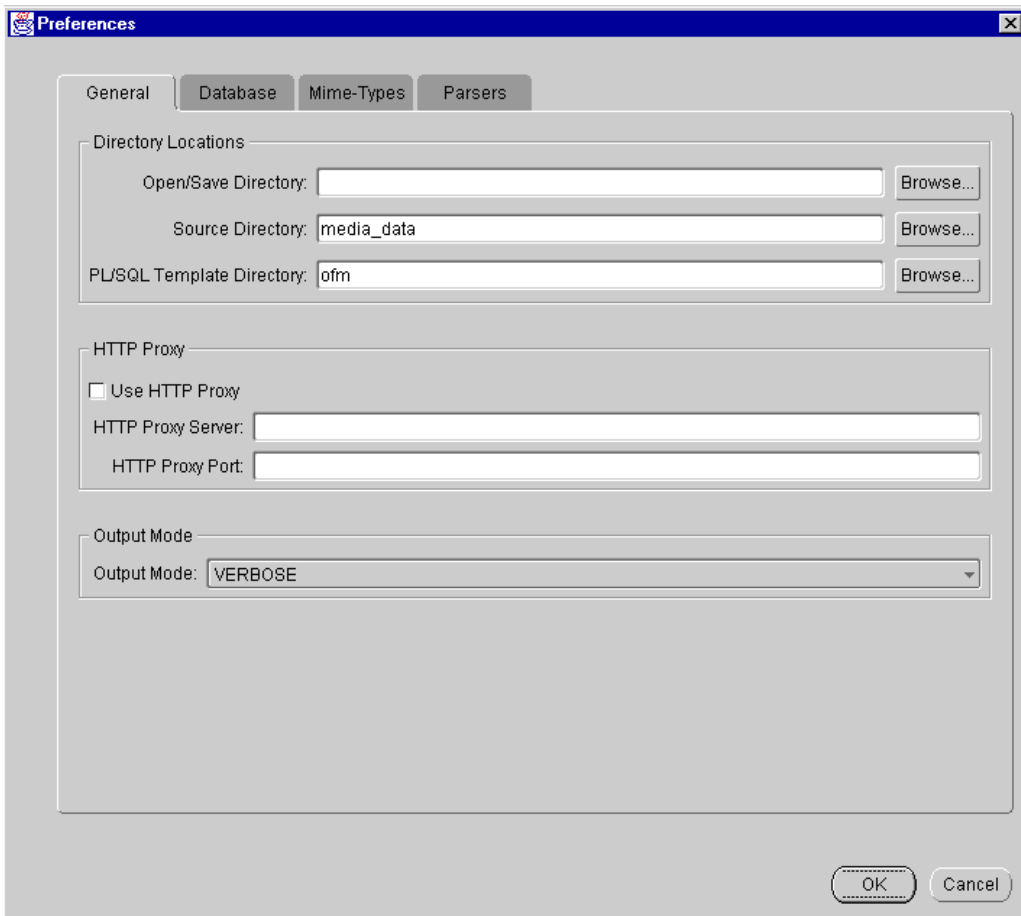 Preferences
General Database Mime-Types Parsers
Directory Locations
Open/Save Directory: Browse...
Source Directory: media_data Browse...
PL/SQL Template Directory: ofm Browse...
HTTP Proxy
Use HTTP Proxy
HTTP Proxy Server:
HTTP Proxy Port:
Output Mode
Output Mode: VERBOSE
OK Cancel